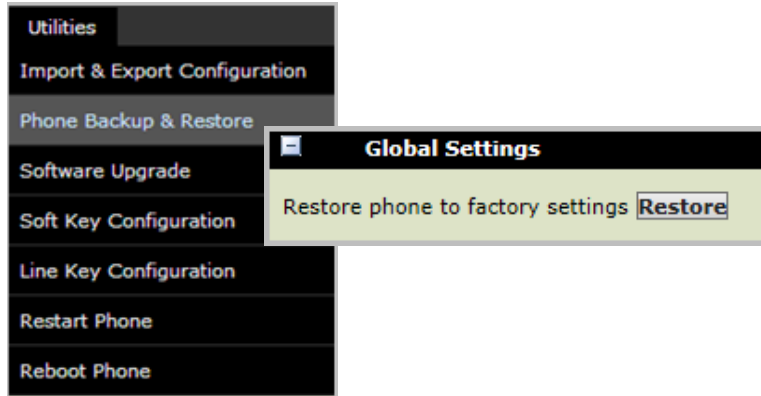 Utilities
Import & Export Configuration
Phone Backup & Restore
Software Upgrade
Soft Key Configuration
Line Key Configuration
Restart Phone
Reboot Phone
Global Settings
Restore phone to factory settings Restore